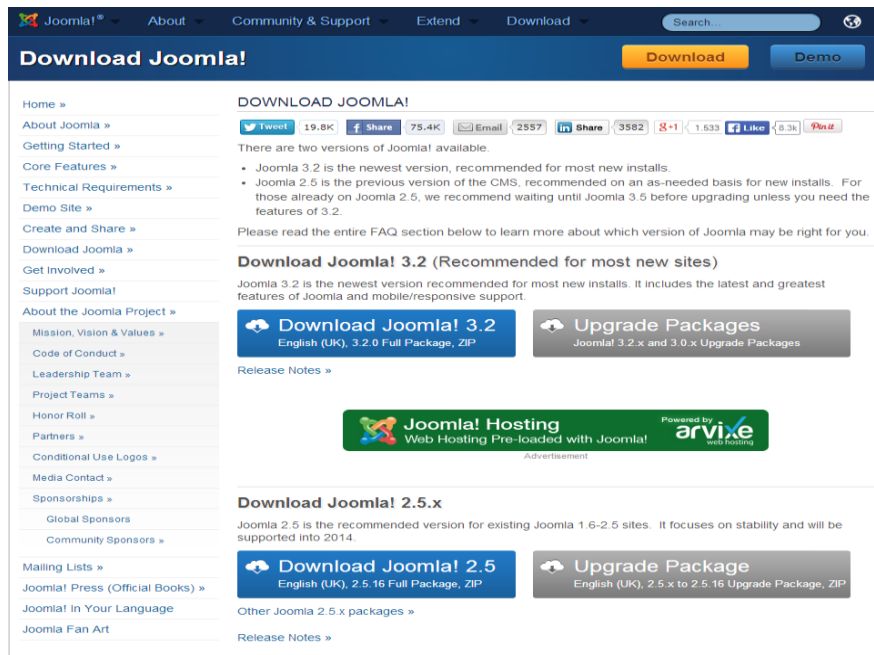 Joomla!® About Community & Support Extend Download Search...
Download Joomla! Download Demo
Home »
About Joomla »
Getting Started »
Core Features »
Technical Requirements »
Demo Site »
Create and Share »
Download Joomla »
Get Involved »
Support Joomla!
About the Joomla Project »
Mission, Vision & Values »
Code of Conduct »
Leadership Team »
Project Teams »
Honor Roll »
Partners »
Conditional Use Logos »
Media Contact »
Sponsorships »
Global Sponsors
Community Sponsors »
Mailing Lists »
Joomla! Press (Official Books) »
Joomla! In Your Language
Joomla Fan Art
DOWNLOAD JOOMLA!
Tweet 19.8K f Share 75.4K Email 2557 in Share 3582 g+1 1.533 f Like 8.3k Pin it
There are two versions of Joomla! available.
• Joomla 3.2 is the newest version, recommended for most new installs.
• Joomla 2.5 is the previous version of the CMS, recommended on an as-needed basis for new installs. For
those already on Joomla 2.5, we recommend waiting until Joomla 3.5 before upgrading unless you need the
features of 3.2.
Please read the entire FAQ section below to learn more about which version of Joomla may be right for you.
Download Joomla! 3.2 (Recommended for most new sites)
Joomla 3.2 is the newest version recommended for most new installs. It includes the latest and greatest
features of Joomla and mobile/responsive support.
Download Joomla! 3.2
English (UK), 3.2.0 Full Package, ZIP
Upgrade Packages
Joomla! 3.2.x and 3.0.x Upgrade Packages
Release Notes »
Joomla! Hosting
Web Hosting Pre-loaded with Joomla!
Powered by
arvixe
web hosting
Advertisement
Download Joomla! 2.5.x
Joomla 2.5 is the recommended version for existing Joomla 1.6-2.5 sites. It focuses on stability and will be
supported into 2014.
Download Joomla! 2.5
English (UK), 2.5.16 Full Package, ZIP
Upgrade Package
English (UK), 2.5.x to 2.5.16 Upgrade Package, ZIP
Other Joomla 2.5.x packages »
Release Notes »